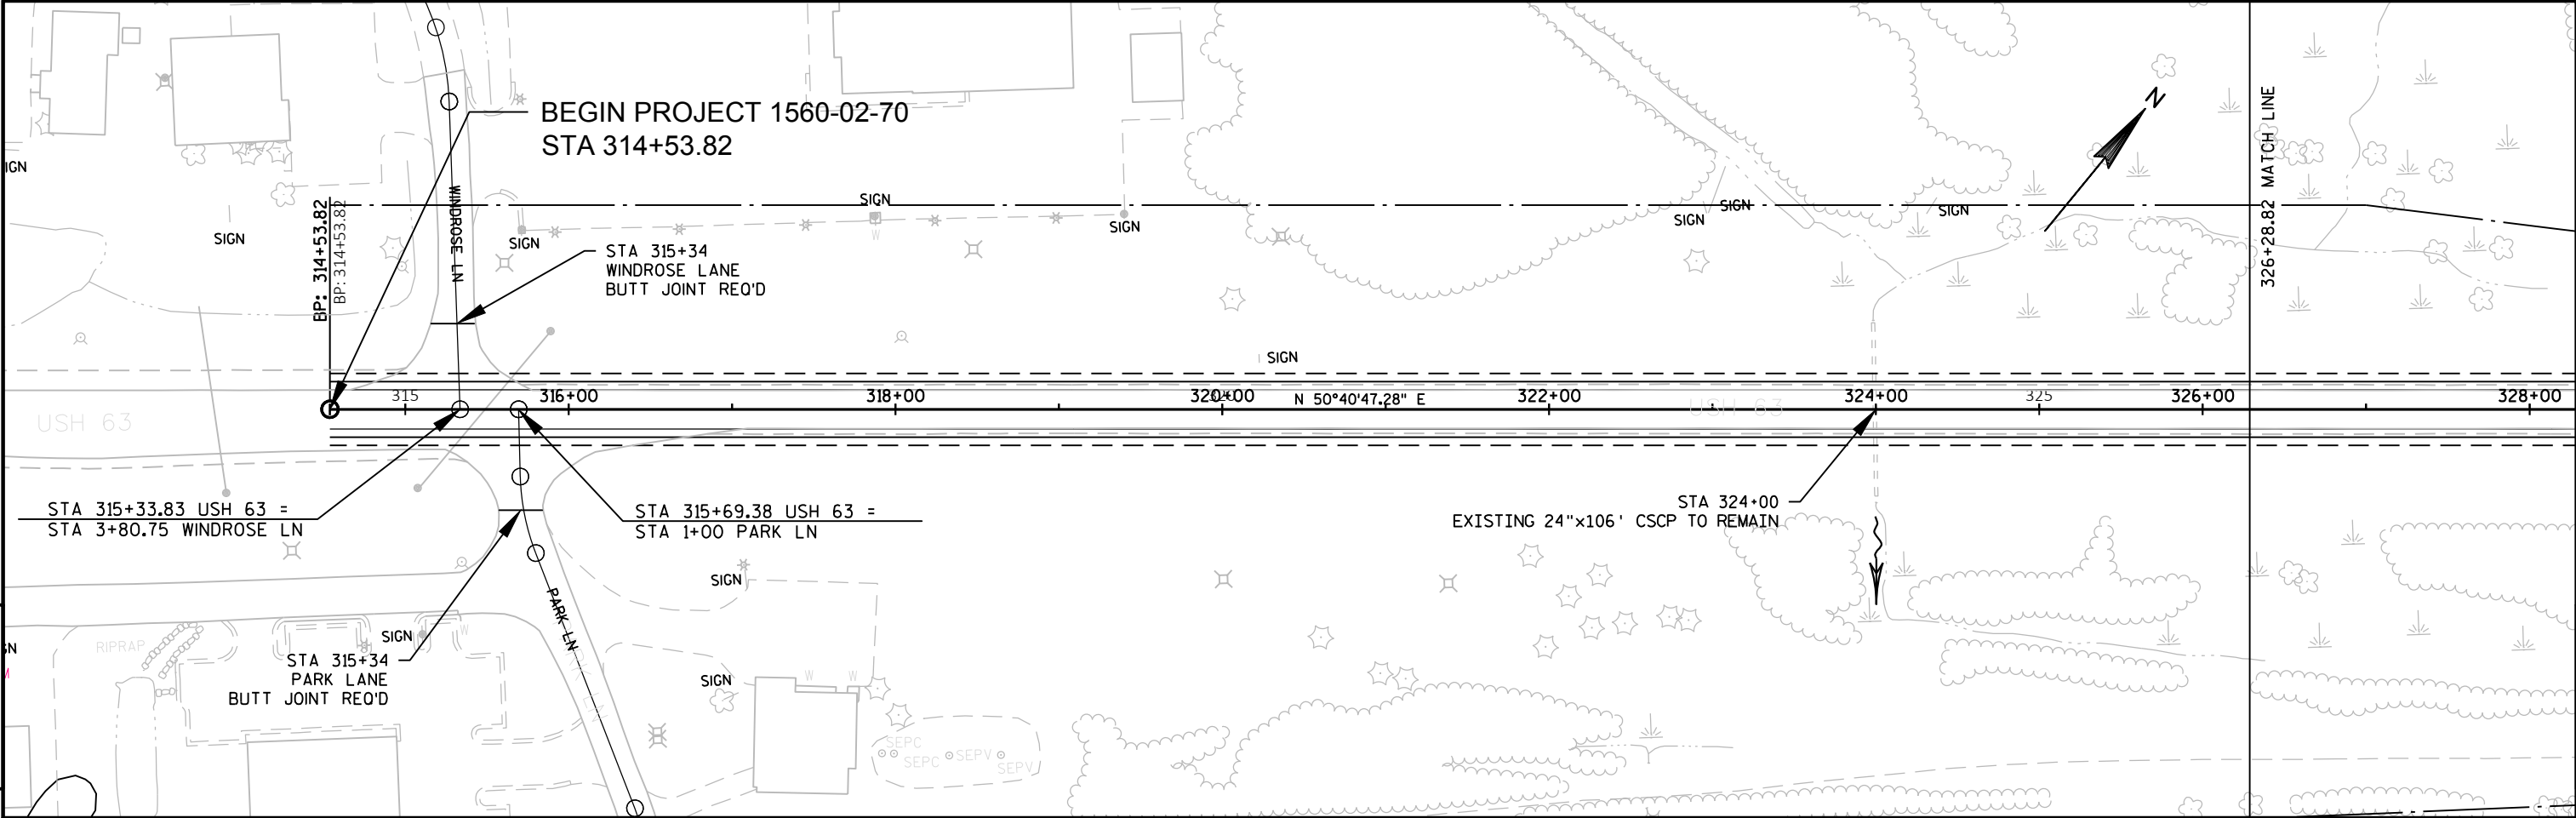 BEGIN PROJECT 1560-02-70
STA 314+53.82
BP: 314+53.82
BP: 314+53.82
WINDROSE LN
IGN
SIGN
SIGN
SIGN
SIGN
SIGN
SIGN
SIGN
SIGN
W
N
326+28.82 MATCH LINE
STA 315+34
WINDROSE LANE
BUTT JOINT REQ'D
SIGN
USH 63
315
316+00
318+00
320+00
N 50°40'47.28" E
322+00
USH 63
324+00
325
326+00
328+00
STA 315+33.83 USH 63 =
STA 3+80.75 WINDROSE LN
STA 315+69.38 USH 63 =
STA 1+00 PARK LN
STA 324+00
EXISTING 24"x106' CSCP TO REMAIN
SIGN
PARK LN
RIPRAP
SIGN
W
GN
M
STA 315+34
PARK LANE
BUTT JOINT REQ'D
SIGN
W
W
SEPC
SEPC
SEPV
SEPV